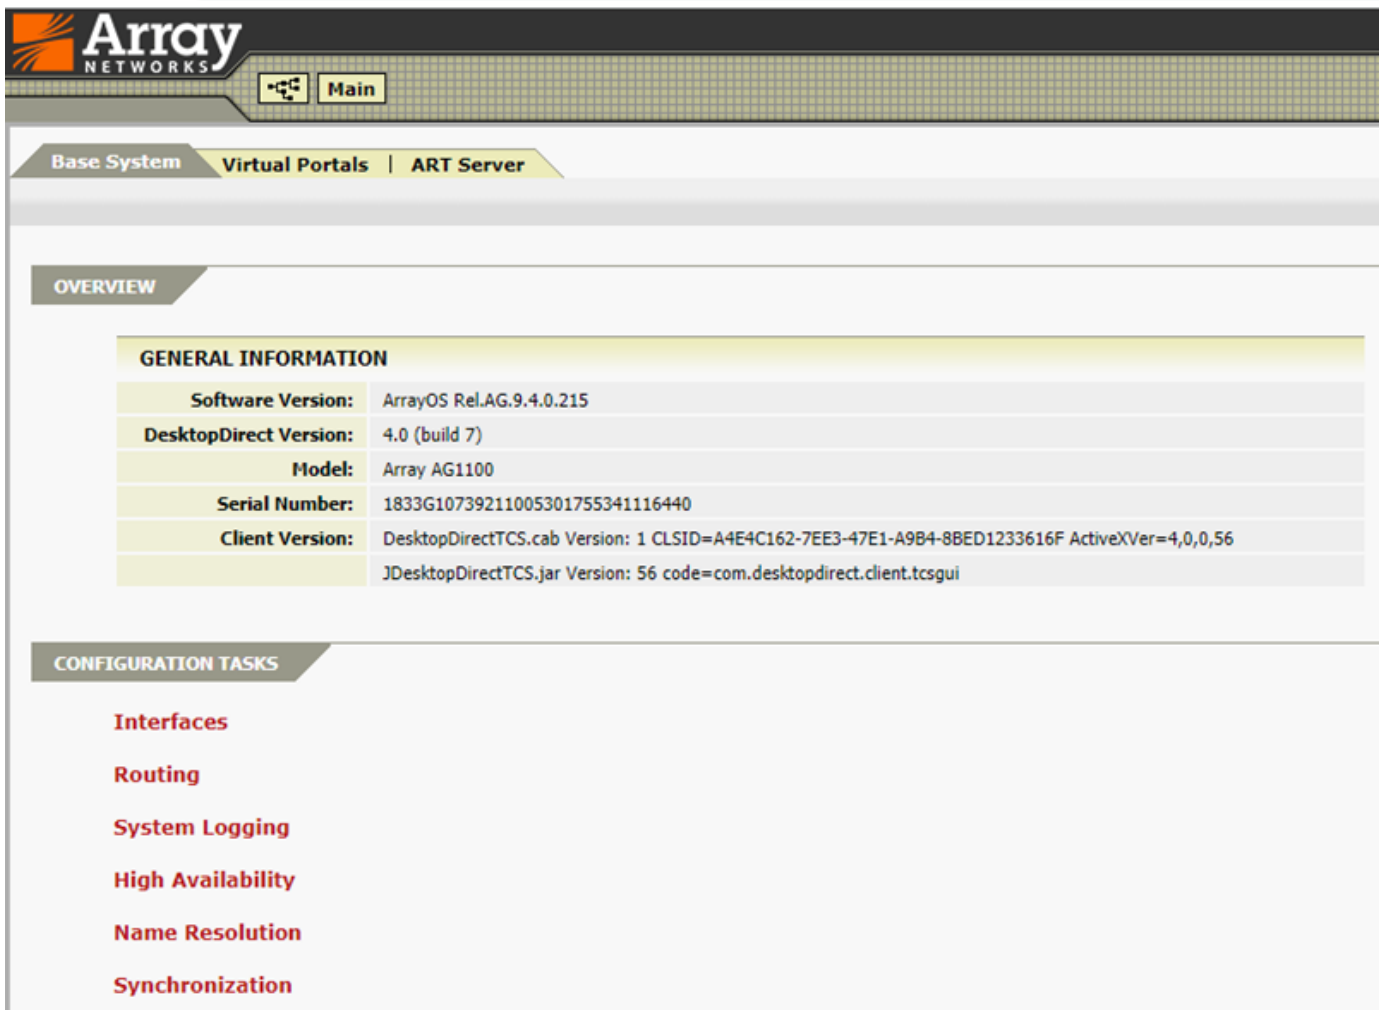 Array
NETWORKS
Main
Base System Virtual Portals | ART Server
OVERVIEW
GENERAL INFORMATION
Software Version: ArrayOS Rel.AG.9.4.0.215
DesktopDirect Version: 4.0 (build 7)
Model: Array AG1100
Serial Number: 1833G10739211005301755341116440
Client Version: DesktopDirectTCS.cab Version: 1 CLSID=A4E4C162-7EE3-47E1-A9B4-8BED1233616F ActiveXVer=4,0,0,56
JDesktopDirectTCS.jar Version: 56 code=com.desktopdirect.client.tcsgui
CONFIGURATION TASKS
Interfaces
Routing
System Logging
High Availability
Name Resolution
Synchronization